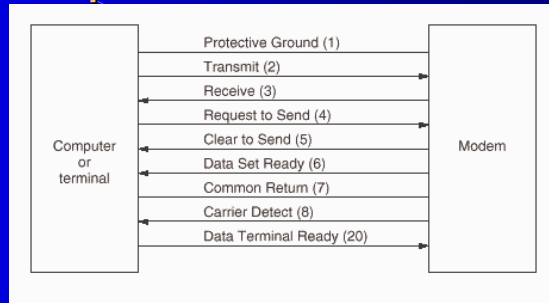 Protective Ground (1)
Transmit (2)
Receive (3)
Request to Send (4)
Clear to Send (5)
Data Set Ready (6)
Common Return (7)
Carrier Detect (8)
Data Terminal Ready (20)
Computer
or
terminal
Modem